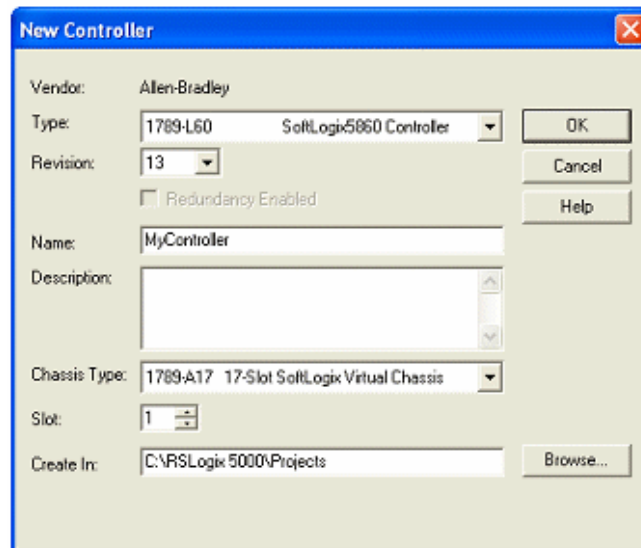 New Controller
Vendor: Allen-Bradley
Type: 1789-L60 SoftLogix5860 Controller
OK
Revision: 13
Cancel
Redundancy Enabled
Help
Name: MyController
Description:
Chassis Type: 1789-A17 17-Slot SoftLogix Virtual Chassis
Slot: 1
Create In: C:\RSLogix 5000\Projects
Browse...